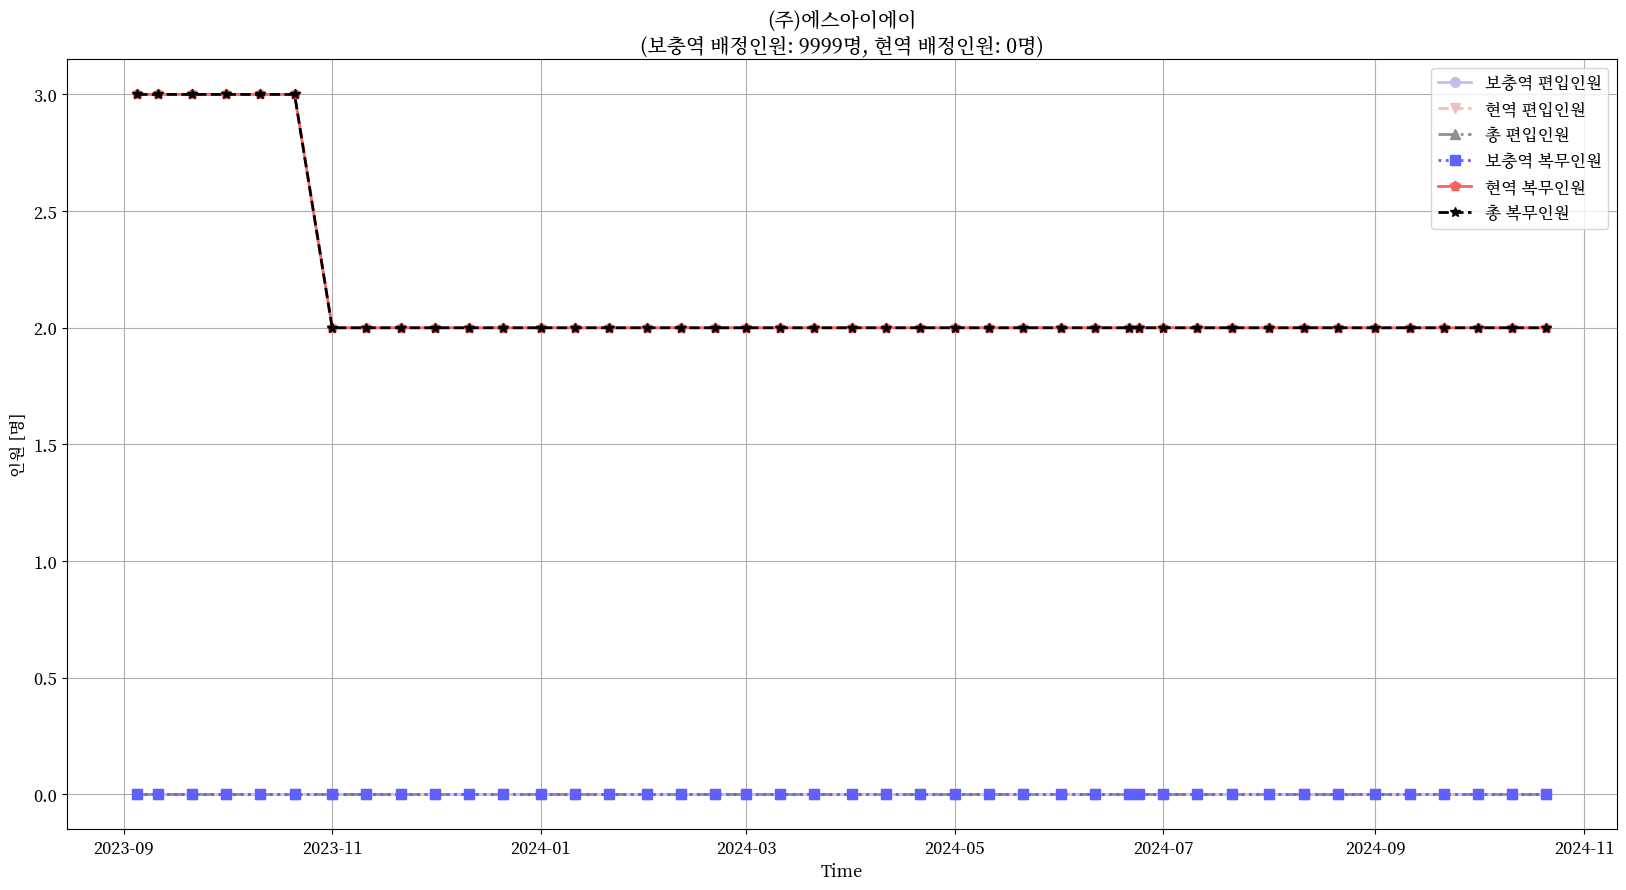 (주)에스아이에이
(보충역 배정인원: 9999명, 현역 배정인원: 0명)
보충역 편입인원
현역 편입인원
총 편입인원
보충역 복무인원
현역 복무인원
총 복무인원
인원 [명]
3.0
2.5
2.0
1.5
1.0
0.5
0.0
2023-09 2023-11 2024-01 2024-03 2024-05 2024-07 2024-09 2024-11
Time